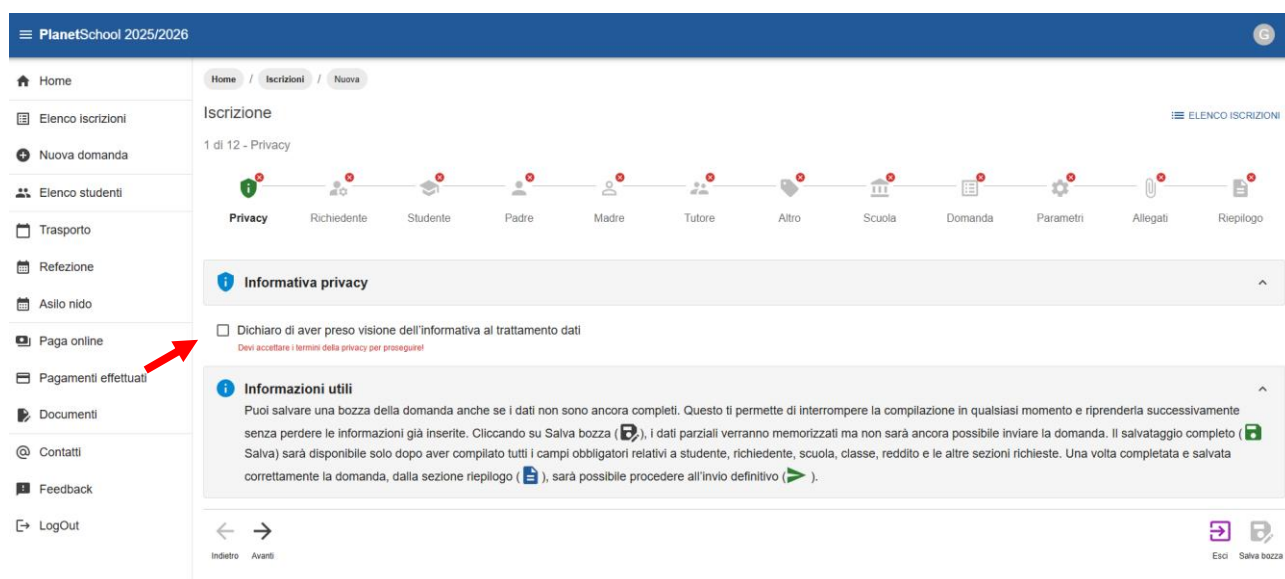 PlanetSchool 2025/2026
G
Home
Elenco iscrizioni
Nuova domanda
Elenco studenti
Trasporto
Refezione
Asilo nido
Paga online
Pagamenti effettuati
Documenti
Contatti
Feedback
LogOut
Home / Iscrizioni / Nuova
Iscrizione
ELENCO ISCRIZIONI
1 di 12 - Privacy
Privacy Richiedente Studente Padre Madre Tutore Altro Scuola Domanda Parametri Allegati Riepilogo
Informativa privacy
Dichiaro di aver preso visione dell'informativa al trattamento dati
Devi accettare i termini della privacy per proseguire!
Informazioni utili
Puoi salvare una bozza della domanda anche se i dati non sono ancora completi. Questo ti permette di interrompere la compilazione in qualsiasi momento e riprenderla successivamente
senza perdere le informazioni già inserite. Cliccando su Salva bozza ( ), i dati parziali verranno memorizzati ma non sarà ancora possibile inviare la domanda. Il salvataggio completo (
Salva) sarà disponibile solo dopo aver compilato tutti i campi obbligatori relativi a studente, richiedente, scuola, classe, reddito e le altre sezioni richieste. Una volta completata e salvata
correttamente la domanda, dalla sezione riepilogo ( ), sarà possibile procedere all'invio definitivo ( ).
Indietro Avanti
Esci Salva bozza